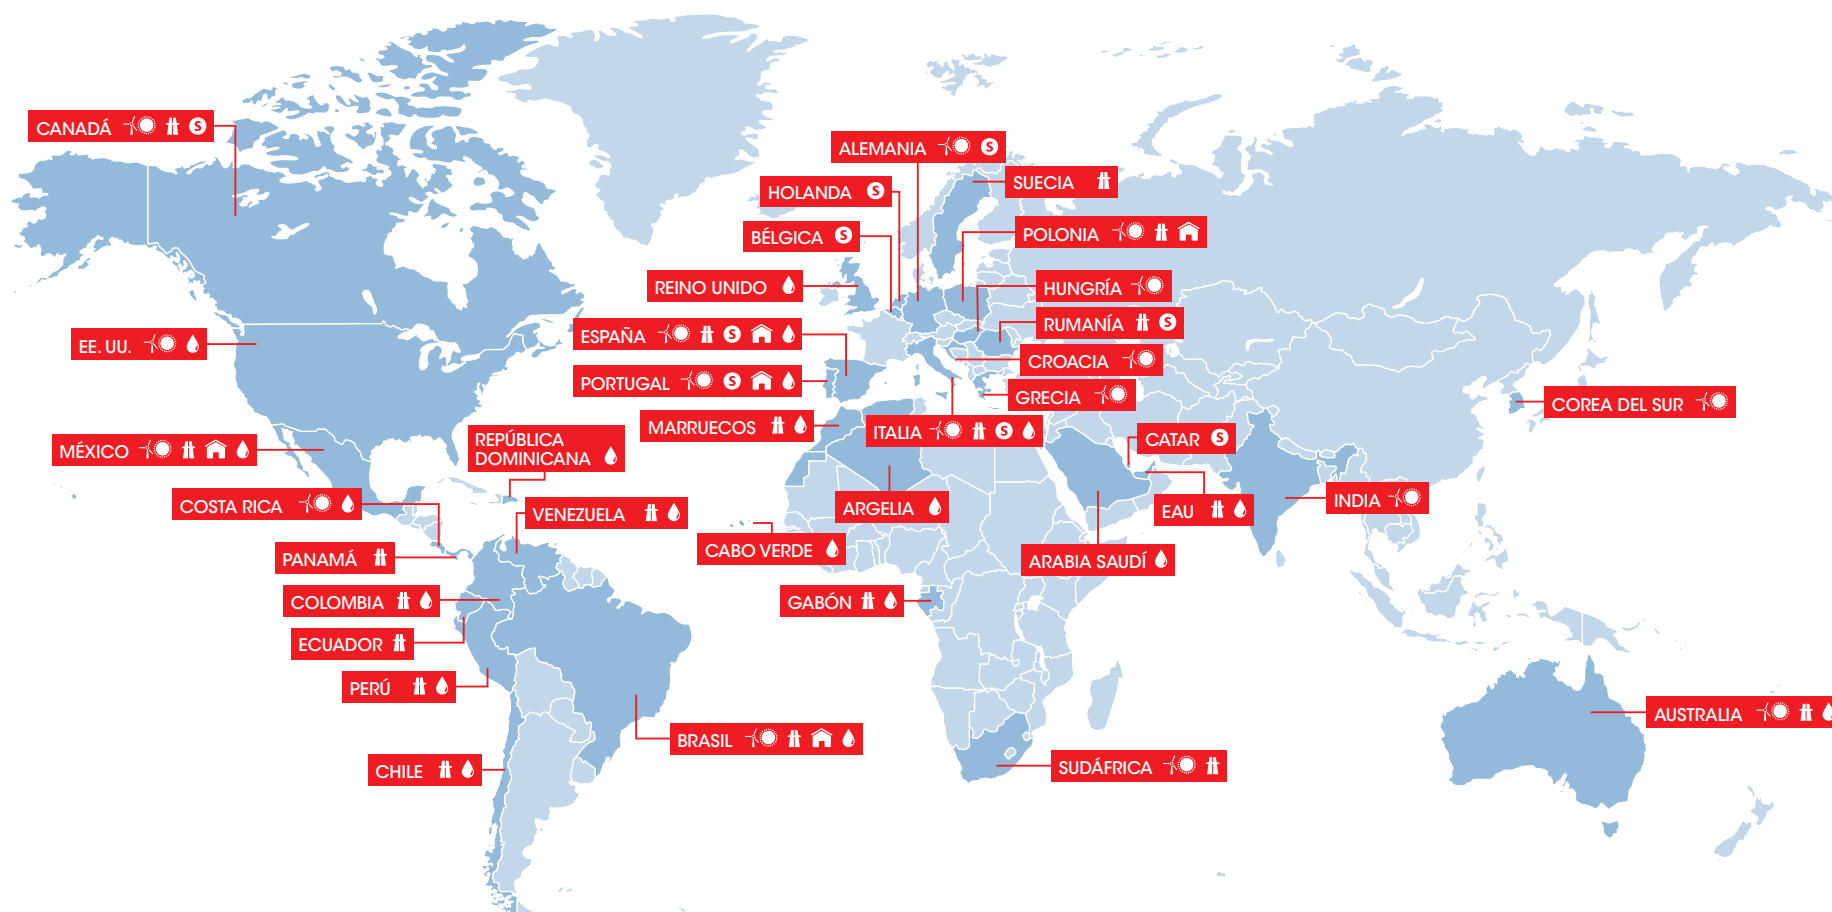 CANADÁ S
ALEMANIA S
SUECIA
HOLANDA S
POLONIA
BÉLGICA S
REINO UNIDO
HUNGRÍA
RUMANÍA S
EE. UU.
ESPAÑA S
CROACIA
PORTUGAL S
GRECIA
COREA DEL SUR
MARRUECOS
ITALIA S
CATAR S
MÉXICO
REPÚBLICA
DOMINICANA
COSTA RICA
VENEZUELA
ARGELIA
EAU
INDIA
CABO VERDE
ARABIA SAUDÍ
PANAMÁ
COLOMBIA
GABÓN
ECUADOR
PERÚ
AUSTRALIA
BRASIL
CHILE
SUDÁFRICA